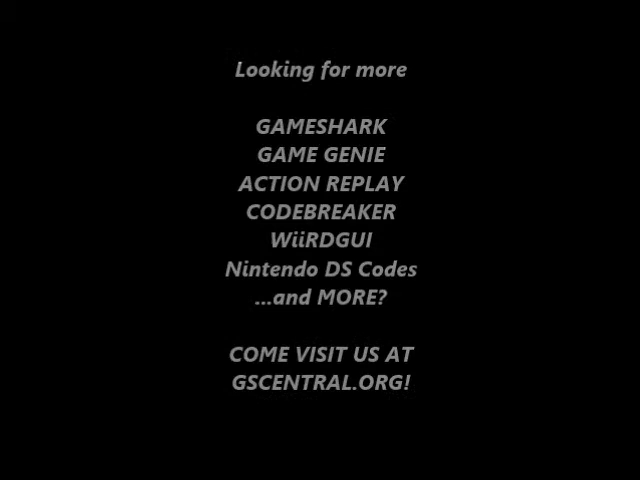 Looking for more
GAMESHARK
GAME GENIE
ACTION REPLAY
CODEBREAKER
WiiRDGUI
Nintendo DS Codes
...and MORE?
COME VISIT US AT
GSCENTRAL.ORG!